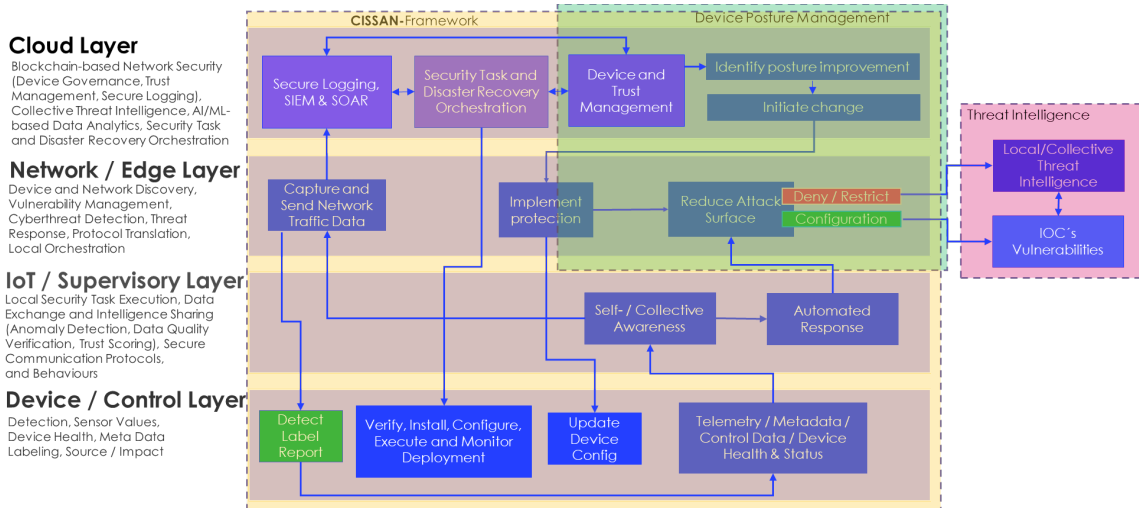 CISSAN-Framework
Device Posture Management
Cloud Layer
Blockchain-based Network Security
(Device Governance, Trust
Management, Secure Logging),
Collective Threat Intelligence, AI/ML-
based Data Analytics, Security Task
and Disaster Recovery Orchestration
Secure Logging,
SIEM & SOAR
Security Task and
Disaster Recovery
Orchestration
Device and
Trust
Management
Identify posture improvement
Initiate change
Threat Intelligence
Local/Collective
Threat
Intelligence
IOC´s
Vulnerabilities
Network / Edge Layer
Device and Network Discovery,
Vulnerability Management,
Cyberthreat Detection, Threat
Response, Protocol Translation,
Local Orchestration
Capture and
Send Network
Traffic Data
Implement
protection
Reduce Attack
Surface
Deny / Restrict
Configuration
IoT / Supervisory Layer
Local Security Task Execution, Data
Exchange and Intelligence Sharing
(Anomaly Detection, Data Quality
Verification, Trust Scoring), Secure
Communication Protocols,
and Behaviours
Self- / Collective
Awareness
Automated
Response
Device / Control Layer
Detection, Sensor Values,
Device Health, Meta Data
Labeling, Source / Impact
Detect
Label
Report
Verify, Install, Configure,
Execute and Monitor
Deployment
Update
Device
Config
Telemetry / Metadata /
Control Data / Device
Health & Status